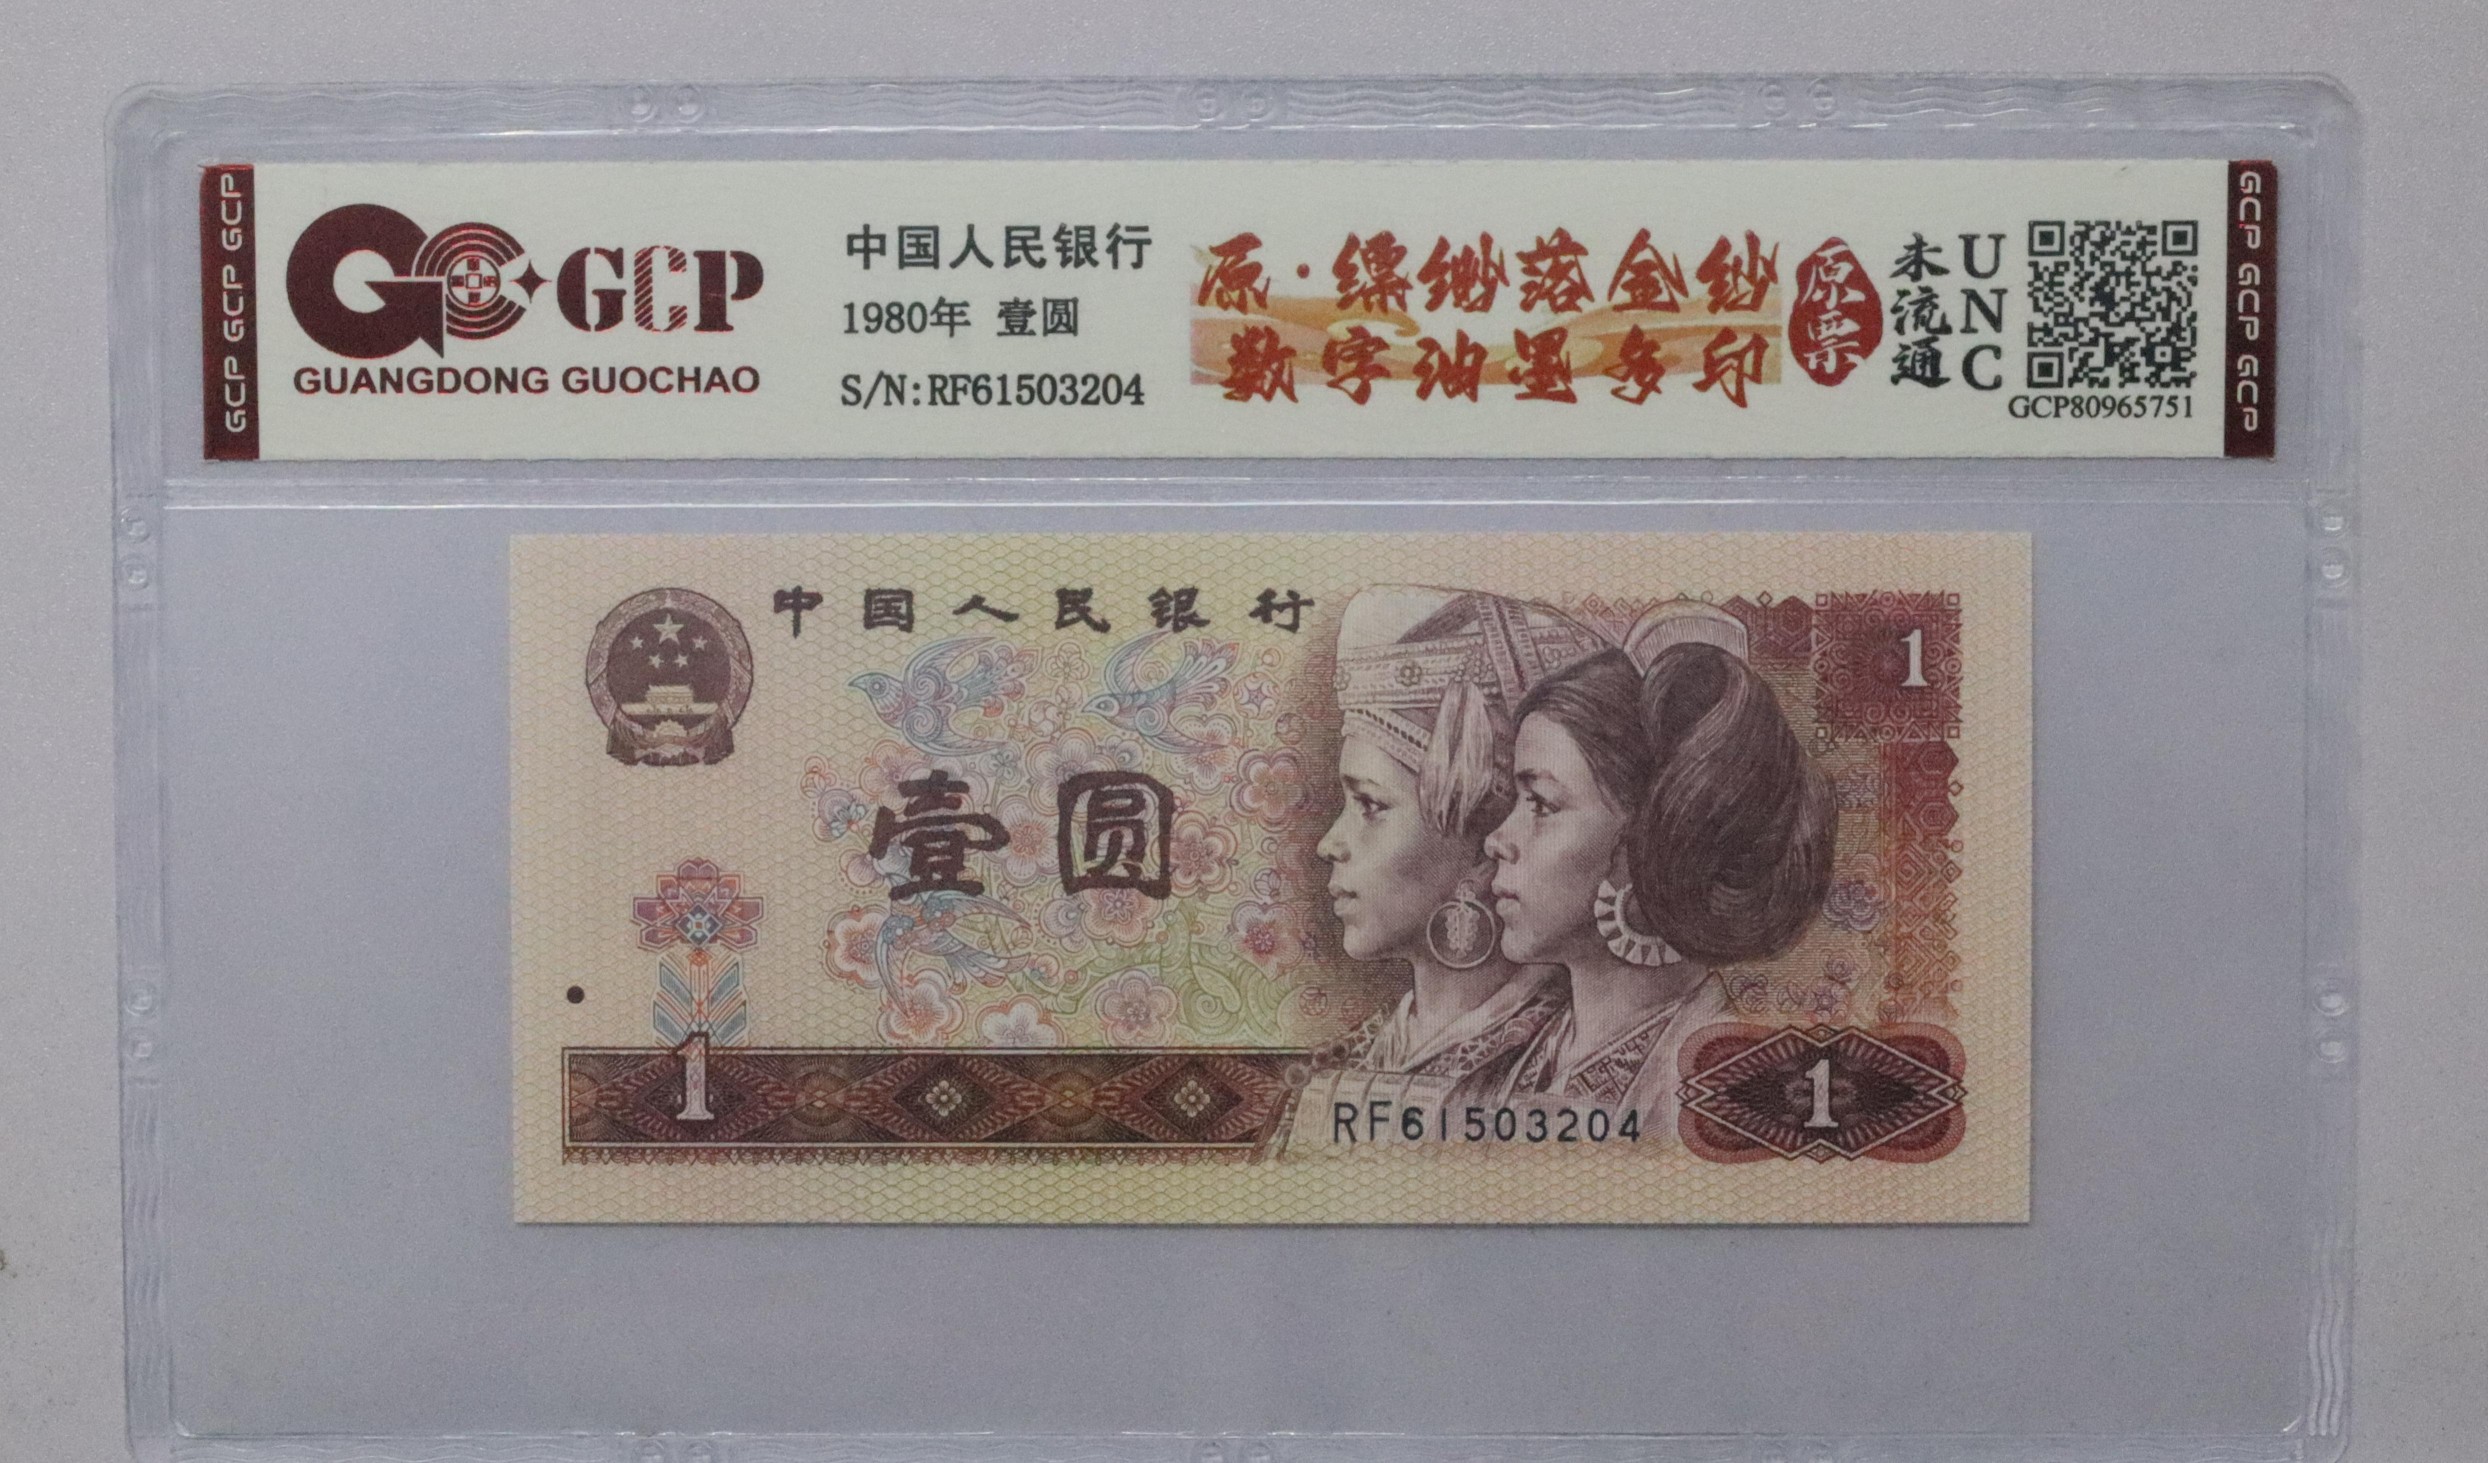 GCP GCP GCP GCP
GCP
GUANGDONG GUOCHAO
中国人民银行
1980年 壹圆
S/N:RF61503204
原·缥缈落金纱
数字油墨多印
原票
未流通
UNC
GCP80965751
GCP GCP GCP GCP
中国人民银行
1
壹圆
1
1
RF61503204